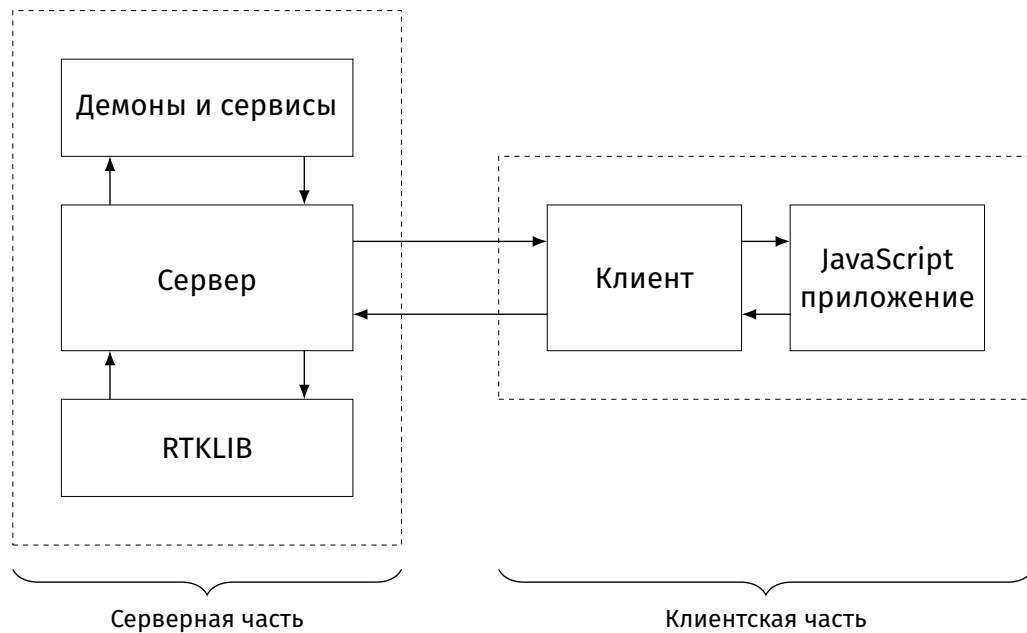 Демоны и сервисы
Сервер
RTKLIB
Клиент
JavaScript
приложение
Серверная часть
Клиентская часть